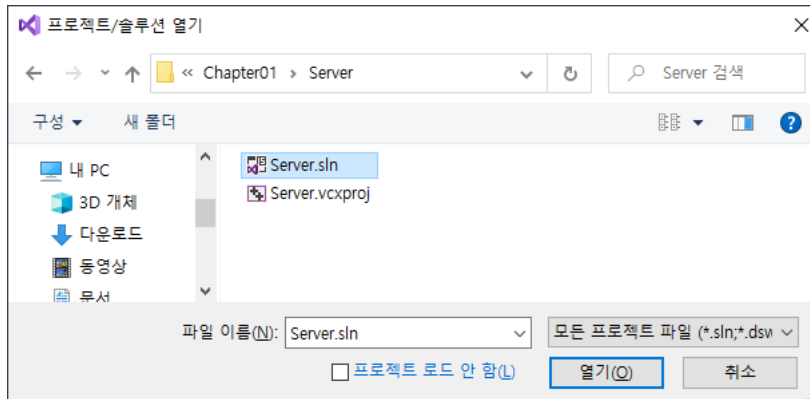 프로젝트/솔루션 열기
« Chapter01 › Server
Server 검색
구성
새 폴더
내 PC
3D 개체
다운로드
동영상
문서
Server.sln
Server.vcxproj
파일 이름(N): Server.sln
모든 프로젝트 파일 (*.sln;*.dsw
프로젝트 로드 안 함(L)
열기(O)
취소